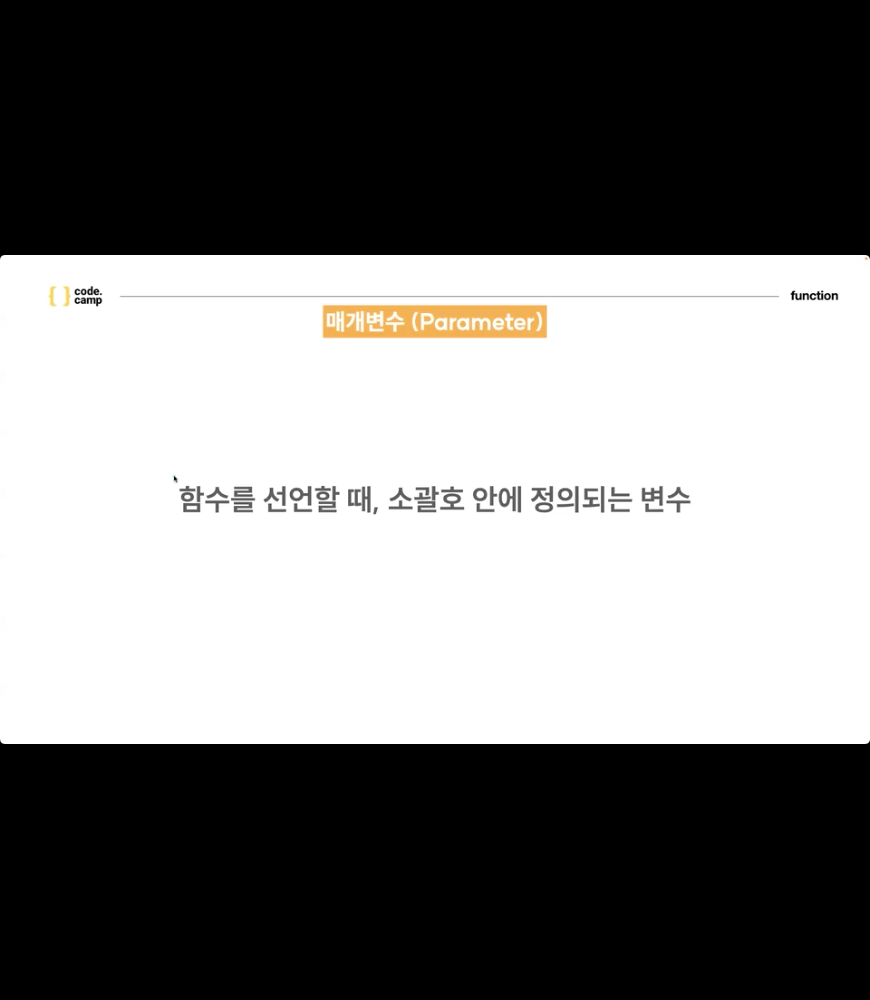 { } code.
camp
function
매개변수 (Parameter)
함수를 선언할 때, 소괄호 안에 정의되는 변수